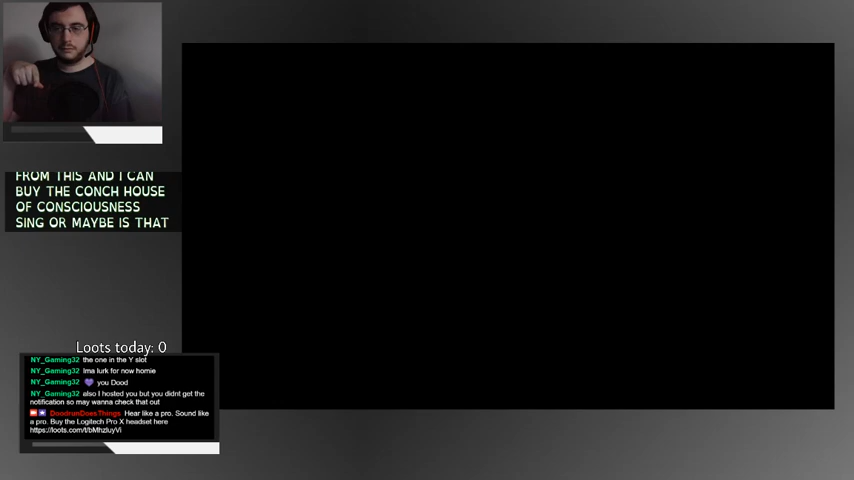 FROM THIS AND I CAN
BUY THE CONCH HOUSE
OF CONSCIOUSNESS
SING OR MAYBE IS THAT
Loots today: 0
NY_Gaming32 the one in the Y slot
NY_Gaming32 Ima lurk for now homie
NY_Gaming32 💜 you Dood
NY_Gaming32 also I hosted you but you didnt get the
notification so may wanna check that out
DoodrumDoesThings Hear like a pro. Sound like
a pro. Buy the Logitech Pro X headset here
https://loots.com/t/bMhzluyVi